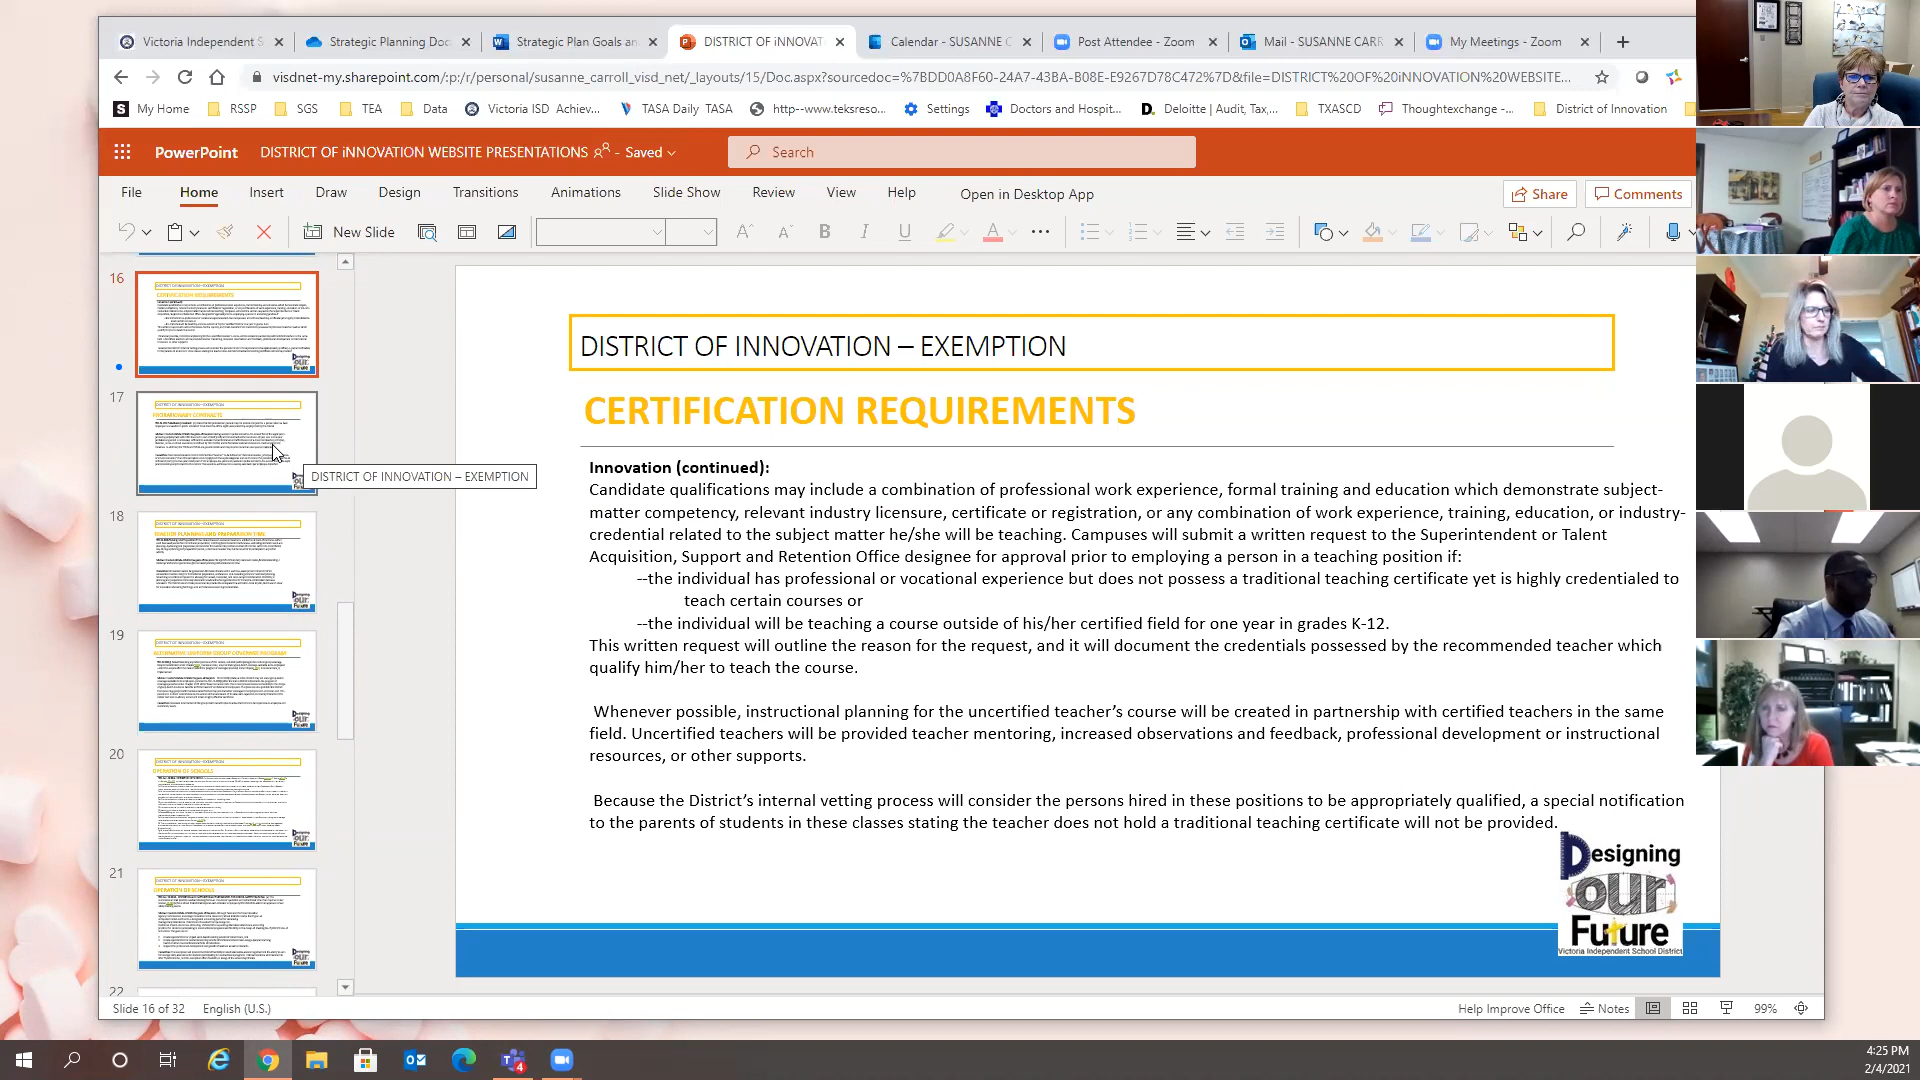 Victoria Independent S
Strategic Planning Doc
Strategic Plan Goals an
DISTRICT OF iNNOVAT
Calendar - SUSANNE C
Post Attendee - Zoom
Mail - SUSANNE CARR
My Meetings - Zoom
visdnet-my.sharepoint.com/:p:/r/personal/susanne_carroll_visd_net/_layouts/15/Doc.aspx?sourcedoc=%7BDD0A8F60-24A7-43BA-B08E-E9267D78C472%7D&file=DISTRICT%20OF%20iNNOVATION%20WEBSITE...
My Home
RSSP
SGS
TEA
Data
Victoria ISD Achiev...
TASA Daily TASA
http--www.teksreso...
Settings
Doctors and Hospit...
Deloitte | Audit, Tax,...
TXASCD
Thoughtexchange -...
District of Innovation
PowerPoint
DISTRICT OF iNNOVATION WEBSITE PRESENTATIONS - Saved
Search
File Home Insert Draw Design Transitions Animations Slide Show Review View Help Open in Desktop App
Share
Comments
New Slide
16
CERTIFICATION REQUIREMENTS
17
PROBATIONARY CONTRACTS
DISTRICT OF INNOVATION – EXEMPTION
18
TEACHER PLANNING AND PREPARATION TIME
19
20
OPERATION OF SCHOOLS
21
OPERATION OF SCHOOLS
22
DISTRICT OF INNOVATION – EXEMPTION
CERTIFICATION REQUIREMENTS
Innovation (continued):
Candidate qualifications may include a combination of professional work experience, formal training and education which demonstrate subject-
matter competency, relevant industry licensure, certificate or registration, or any combination of work experience, training, education, or industry-
credential related to the subject matter he/she will be teaching. Campuses will submit a written request to the Superintendent or Talent
Acquisition, Support and Retention Office designee for approval prior to employing a person in a teaching position if:
--the individual has professional or vocational experience but does not possess a traditional teaching certificate yet is highly credentialed to
teach certain courses or
--the individual will be teaching a course outside of his/her certified field for one year in grades K-12.
This written request will outline the reason for the request, and it will document the credentials possessed by the recommended teacher which
qualify him/her to teach the course.
Whenever possible, instructional planning for the uncertified teacher’s course will be created in partnership with certified teachers in the same
field. Uncertified teachers will be provided teacher mentoring, increased observations and feedback, professional development or instructional
resources, or other supports.
Because the District’s internal vetting process will consider the persons hired in these positions to be appropriately qualified, a special notification
to the parents of students in these classes stating the teacher does not hold a traditional teaching certificate will not be provided.
Designing
our
Future
Victoria Independent School District
Slide 16 of 32
English (U.S.)
Help Improve Office
Notes
99%
4
4:25 PM
2/4/2021